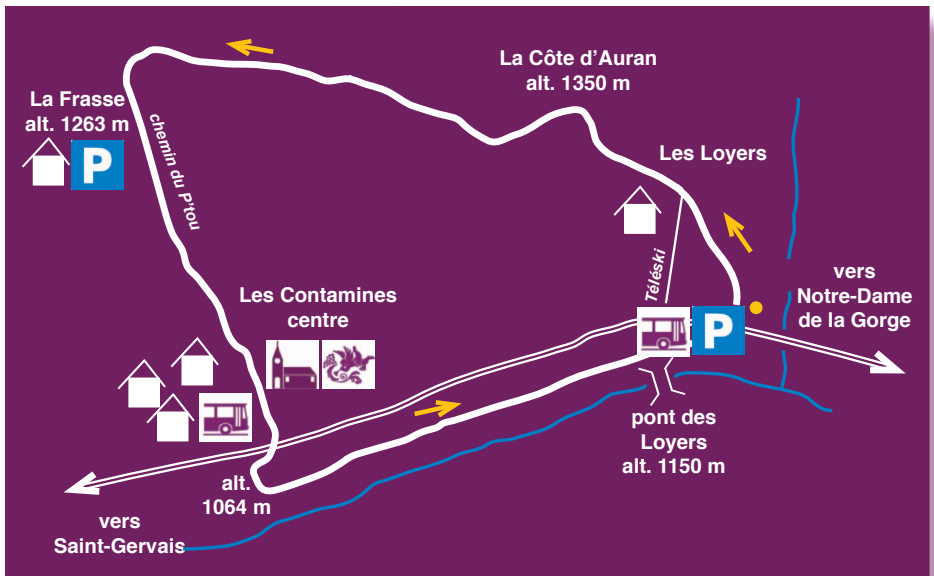 La Côte d'Auran
alt. 1350 m
La Frasse
alt. 1263 m
P
chemin du P'tou
Les Loyers
Téléski
vers
Notre-Dame
de la Gorge
Les Contamines
centre
P
pont des
Loyers
alt. 1150 m
alt.
1064 m
vers
Saint-Gervais